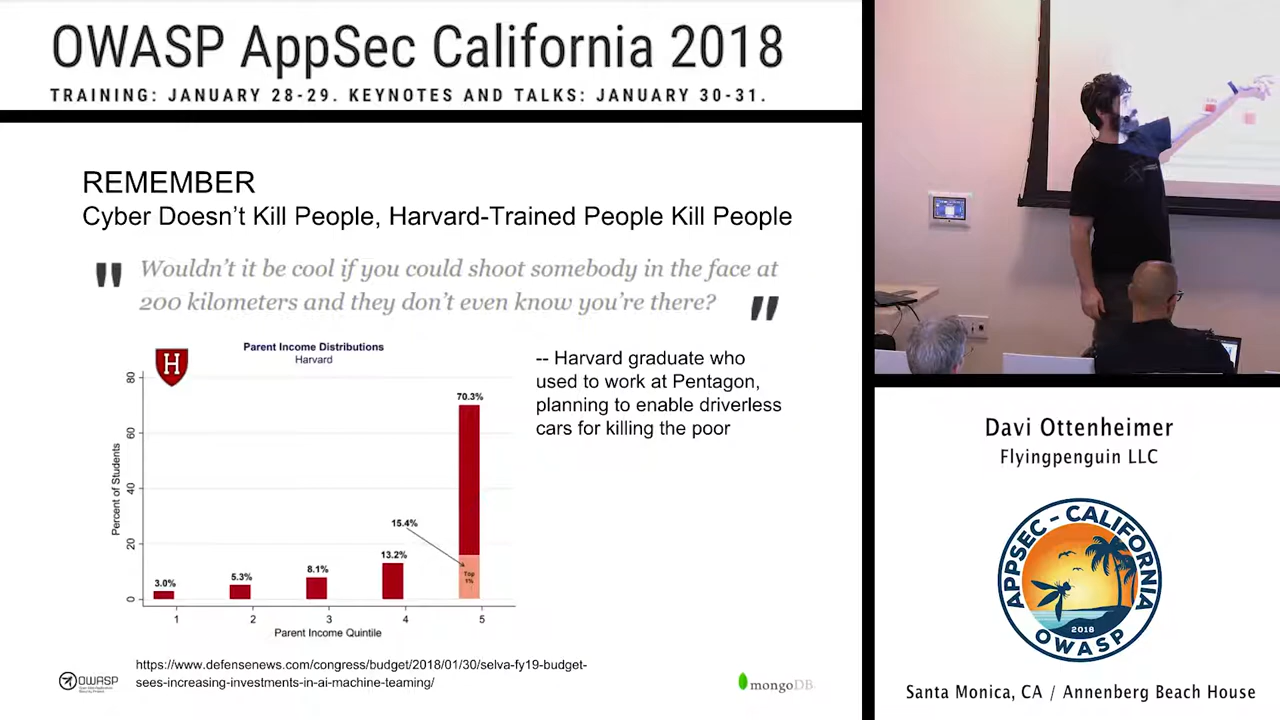 OWASP AppSec California 2018
TRAINING: JANUARY 28-29. KEYNOTES AND TALKS: JANUARY 30-31.
REMEMBER
Cyber Doesn't Kill People, Harvard-Trained People Kill People
" Wouldn't it be cool if you could shoot somebody in the face at
200 kilometers and they don't even know you're there? "
H
Parent Income Distributions
Harvard
Percent of Students
80
60
40
20
0
3.0%
5.3%
8.1%
13.2%
15.4%
70.3%
Top
1%
1 2 3 4 5
Parent Income Quintile
-- Harvard graduate who
used to work at Pentagon,
planning to enable driverless
cars for killing the poor
https://www.defensenews.com/congress/budget/2018/01/30/selva-fy19-budget-
sees-increasing-investments-in-ai-machine-teaming/
OWASP
mongoDB
Davi Ottenheimer
Flyingpenguin LLC
APPSEC - CALIFORNIA
2018
OWASP
Santa Monica, CA / Annenberg Beach House